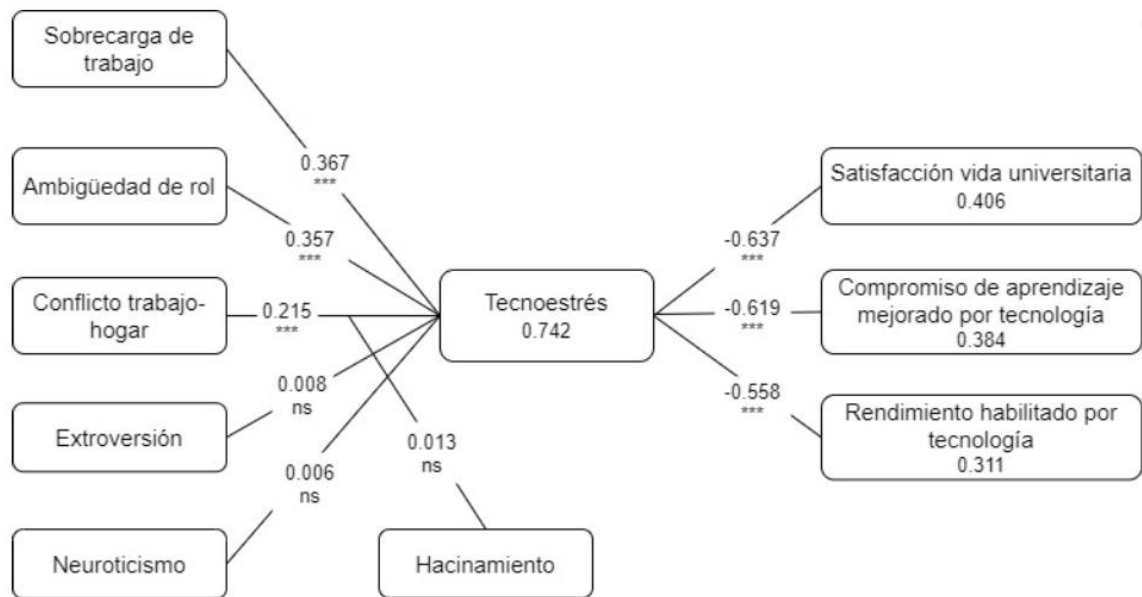 Sobrecarga de
trabajo
0.367
***
Ambigüedad de rol
0.357
***
Conflicto trabajo-
hogar
0.215
***
Extroversión
0.008
ns
Neuroticismo
0.006
ns
Hacinamiento
0.013
ns
Tecnoestrés
0.742
-0.637
***
Satisfacción vida universitaria
0.406
-0.619
***
Compromiso de aprendizaje
mejorado por tecnología
0.384
-0.558
***
Rendimiento habilitado por
tecnología
0.311